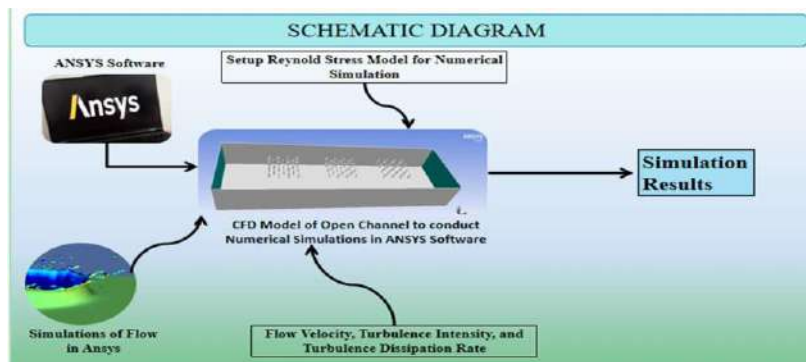 SCHEMATIC DIAGRAM
ANSYS Software
Setup Reynold Stress Model for Numerical
Simulation
Ansys
ANSYS
CFD Model of Open Channel to conduct
Numerical Simulations in ANSYS Software
Simulation
Results
Simulations of Flow
in Ansys
Flow Velocity, Turbulence Intensity, and
Turbulence Dissipation Rate